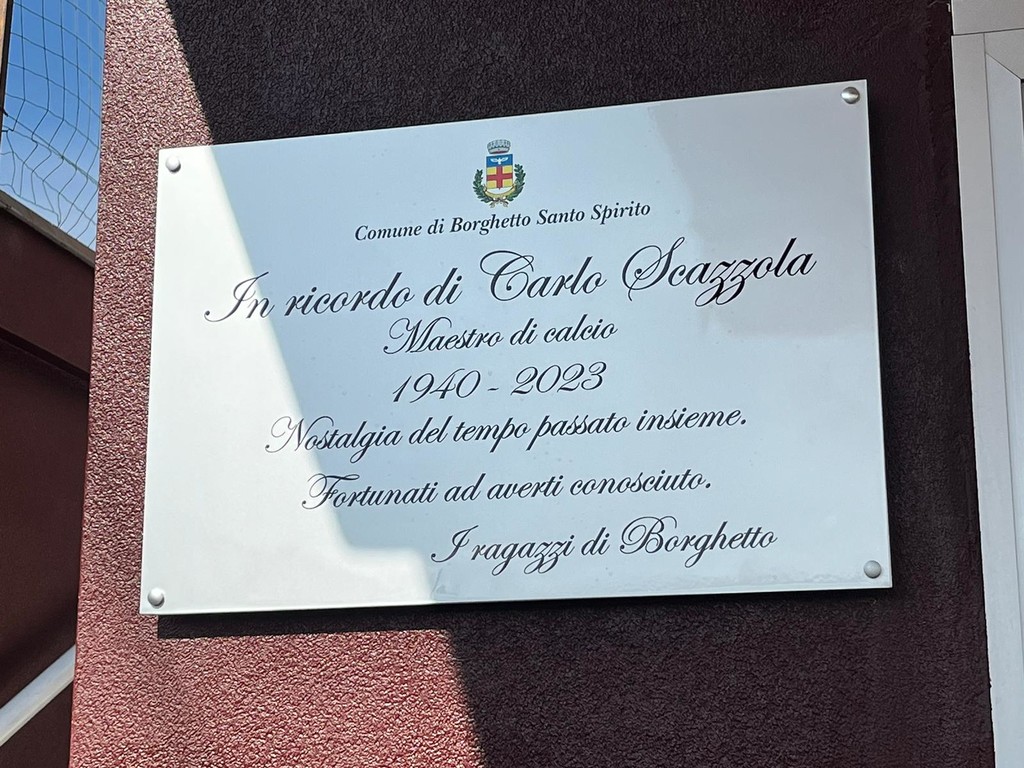 Comune di Borghetto Santo Spirito
In ricordo di Carlo Scazzola
Maestro di calcio
1940 - 2023
Nostalgia del tempo passato insieme.
Fortunati ad averti conosciuto.
I ragazzi di Borghetto